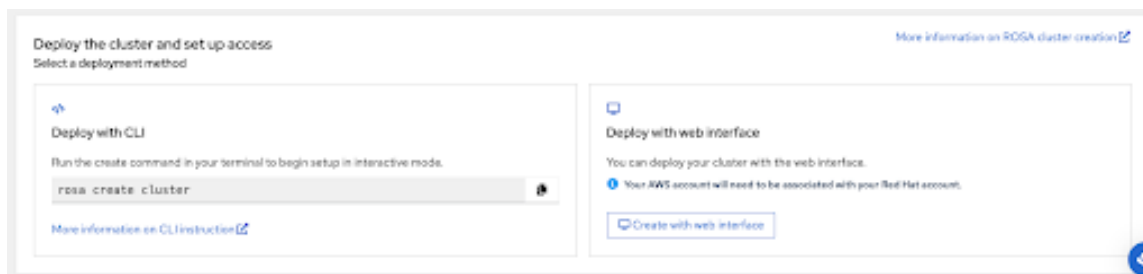 Deploy the cluster and set up access
More information on ROSA cluster creation
Select a deployment method
Deploy with CLI
Run the create command in your terminal to begin setup in interactive mode.
rosa create cluster
More information on CLI instruction
Deploy with web interface
You can deploy your cluster with the web interface.
Your AWS account will need to be associated with your Red Hat account.
Create with web interface